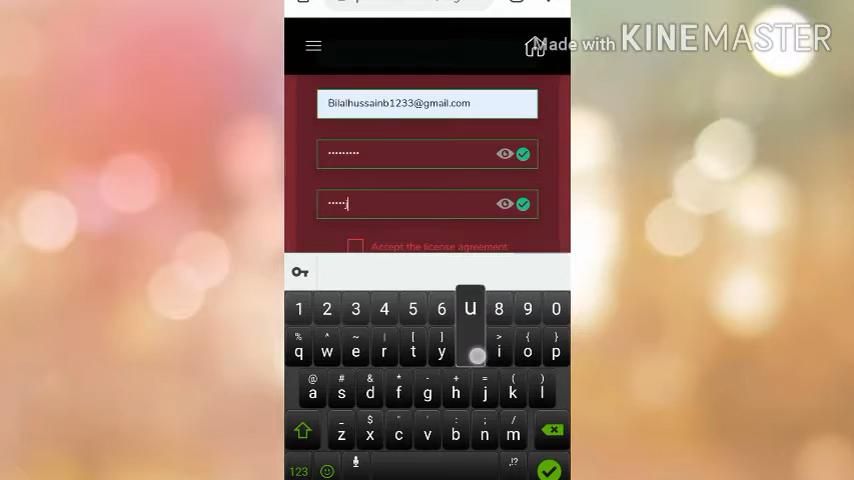 Made with KINEMASTER
Bilalhussainb1233@gmail.com
Accept the license agreement
u
1 2 3 4 5 6 8 9 0
% ^ ~ | [ ] > { }
q w e r t y i o p
@ # & * - + = ( )
a s d f g h j k l
_ $ " ' : ; /
z x c v b n m
123 ,!?